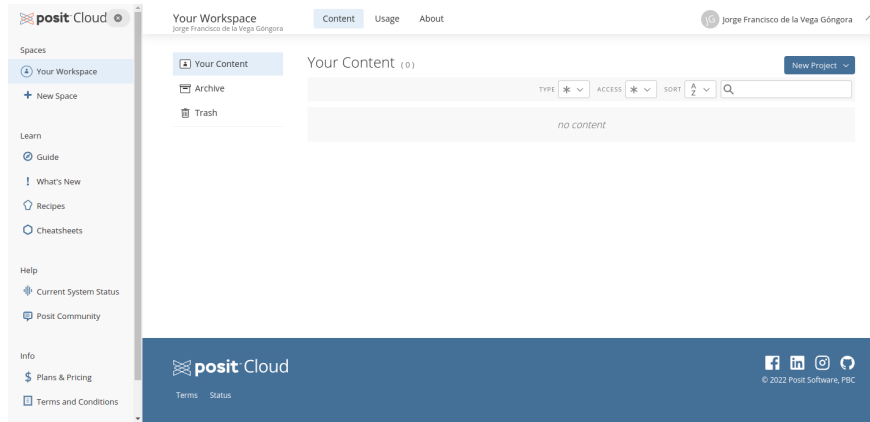 posit Cloud
Spaces
Your Workspace
New Space
Learn
Guide
What's New
Recipes
Cheatsheets
Help
Current System Status
Posit Community
Info
Plans & Pricing
Terms and Conditions
Your Workspace
Jorge Francisco de la Vega Góngora
Content Usage About
JG Jorge Francisco de la Vega Góngora
Your Content
Archive
Trash
Your Content (0)
New Project
TYPE ACCESS SORT A Z
no content
posit Cloud
Terms Status
© 2022 Posit Software, PBC